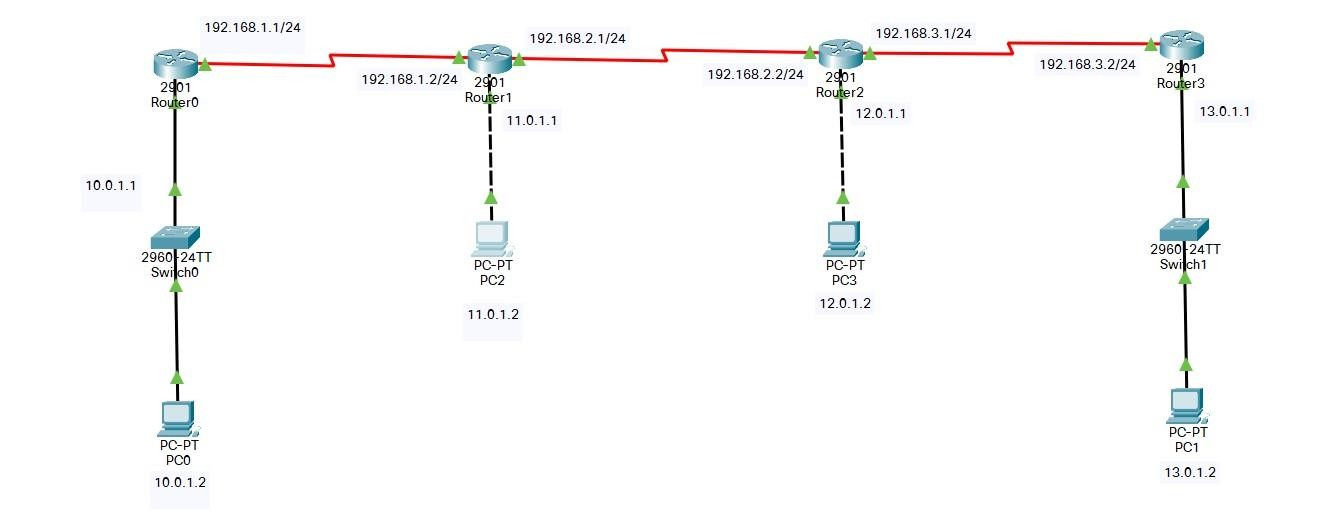 192.168.1.1/24
192.168.2.1/24
192.168.3.1/24
192.168.1.2/24
192.168.2.2/24
192.168.3.2/24
2901
Router0
2901
Router1
2901
Router2
2901
Router3
11.0.1.1
12.0.1.1
13.0.1.1
10.0.1.1
2960-24TT
Switch0
PC-PT
PC2
PC-PT
PC3
2960-24TT
Switch1
11.0.1.2
12.0.1.2
PC-PT
PC0
PC-PT
PC1
10.0.1.2
13.0.1.2